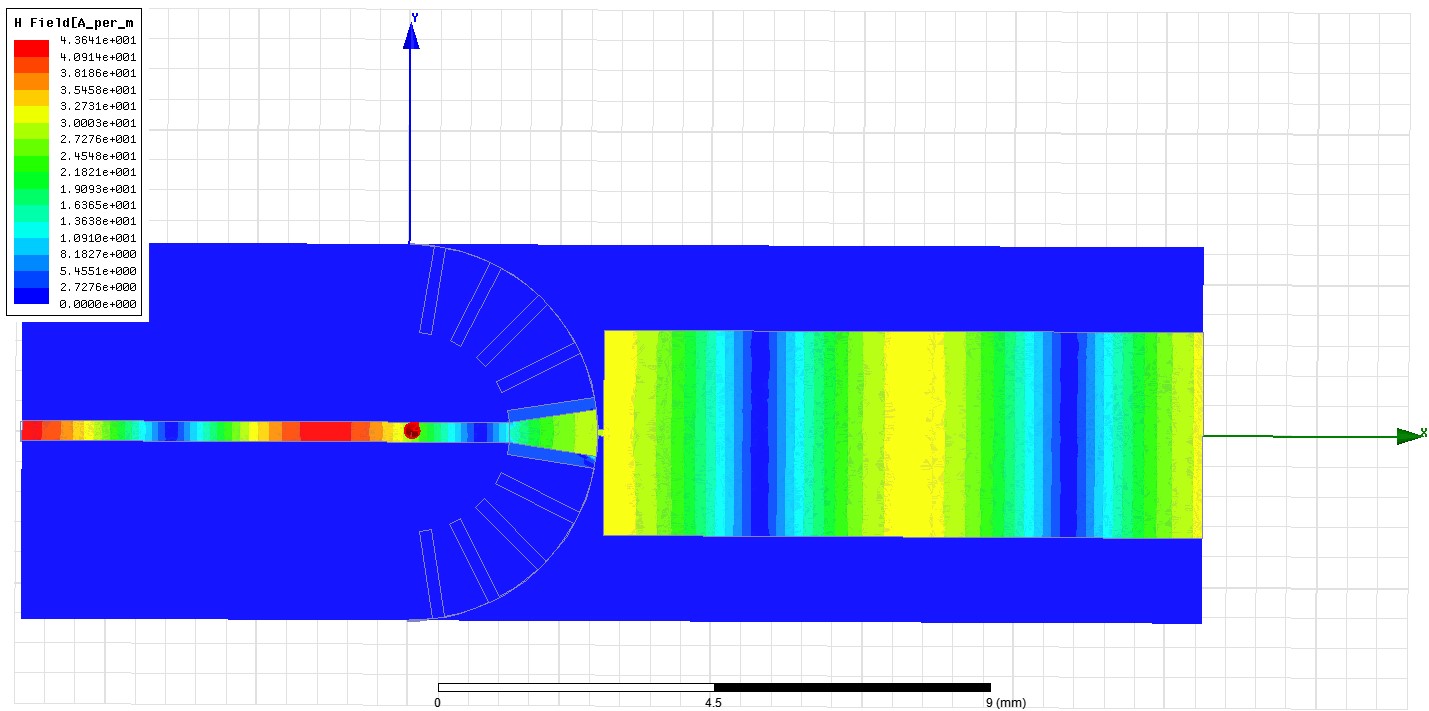 H Field[A_per_m
4.3641e+001
4.0914e+001
3.8186e+001
3.5458e+001
3.2731e+001
3.0003e+001
2.7276e+001
2.4548e+001
2.1821e+001
1.9093e+001
1.6365e+001
1.3638e+001
1.0910e+001
8.1827e+000
5.4551e+000
2.7276e+000
0.0000e+000
Y
X
0 4.5 9 (mm)